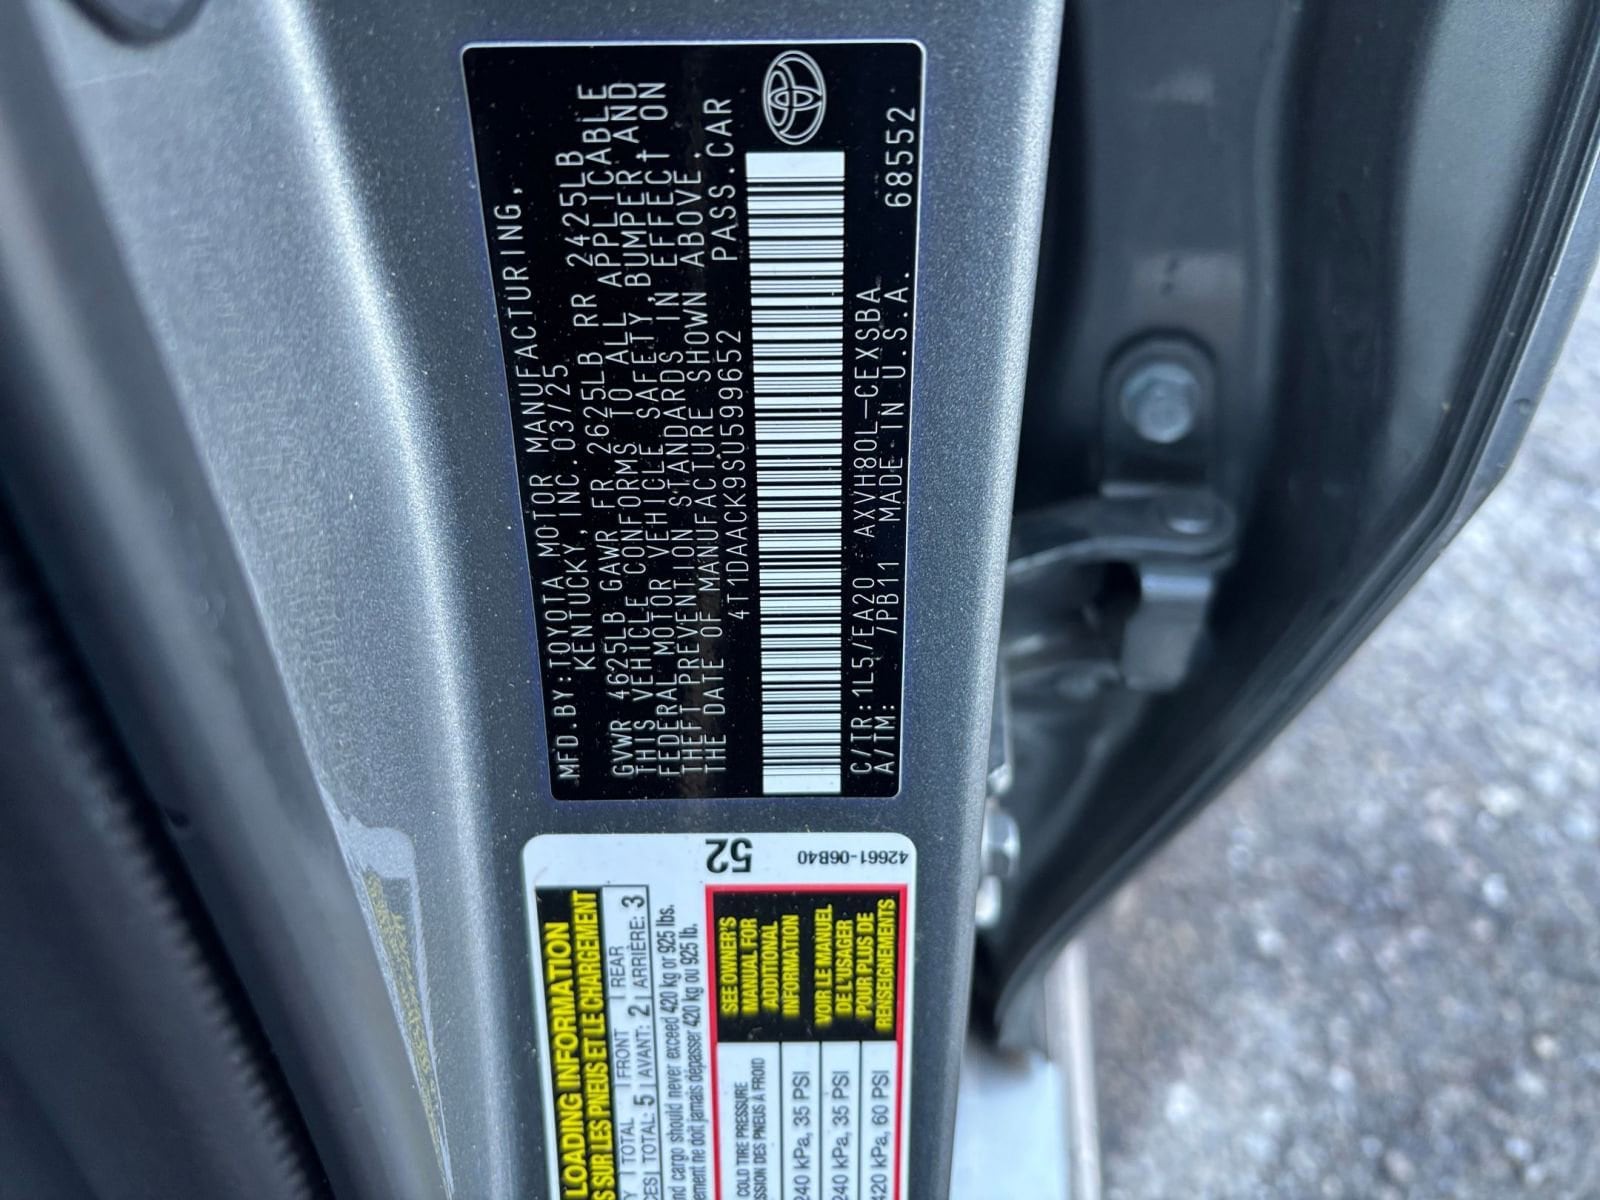 MFD.BY:TOYOTA MOTOR MANUFACTURING,
KENTUCKY, INC. 03/25
GVWR 4625LB GAWR FR 2625LB RR 2425LB
THIS VEHICLE CONFORMS TO ALL APPLICABLE
FEDERAL MOTOR VEHICLE SAFETY, BUMPER AND
THEFT PREVENTION STANDARDS IN EFFECT ON
THE DATE OF MANUFACTURE SHOWN ABOVE.
4T1DAACK9SU599652 PASS.CAR
C/TR:1L5/EA20 AXVH80L-CEXSBA
A/TM: /PB11 MADE IN U.S.A. 68552
52
42661-06B40
LOADING INFORMATION
SUR LES PNEUS ET LE CHARGEMENT
TOTAL 5 FRONT 2 REAR 3
TOTAL: AVANT: ARRIÈRE:
cargo should never exceed 420 kg or 925 lbs.
ne doit jamais dépasser 420 kg ou 925 lb.
COLD TIRE PRESSURE
DES PNEUS À FROID
240 kPa, 35 PSI
240 kPa, 35 PSI
420 kPa, 60 PSI
SEE OWNER'S
MANUAL FOR
ADDITIONAL
INFORMATION
VOIR LE MANUEL
DE L'USAGER
POUR PLUS DE
RENSEIGNEMENTS